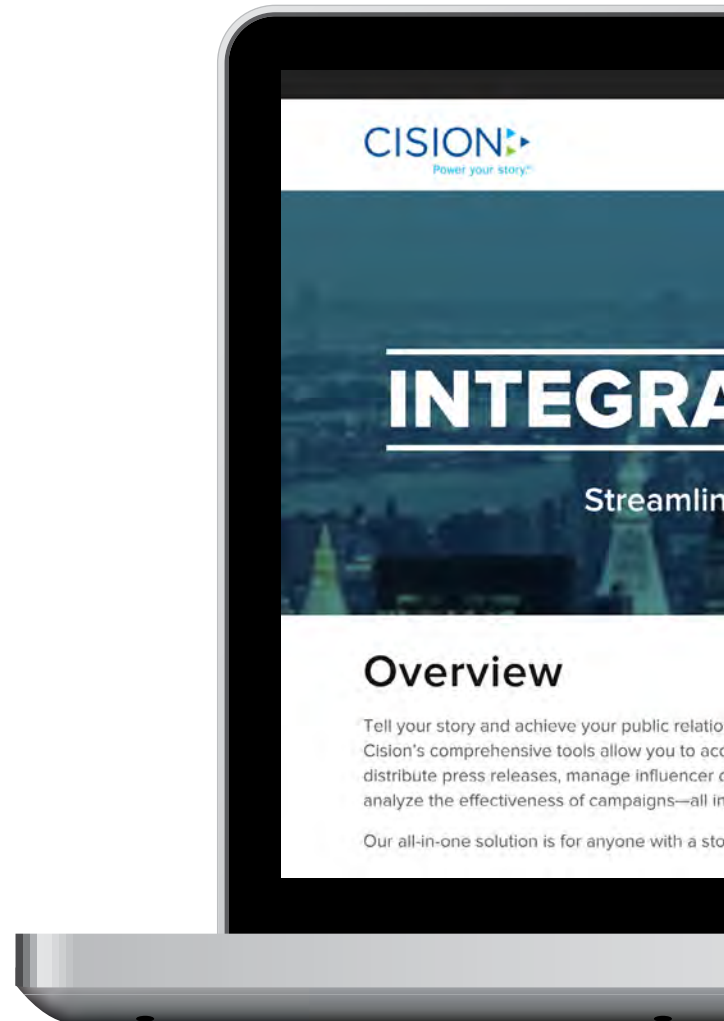 CISION
Power your story.®
INTEGRA
Streamlin
Overview
Tell your story and achieve your public relatio
Cision's comprehensive tools allow you to acc
distribute press releases, manage influencer c
analyze the effectiveness of campaigns—all in
Our all-in-one solution is for anyone with a sto